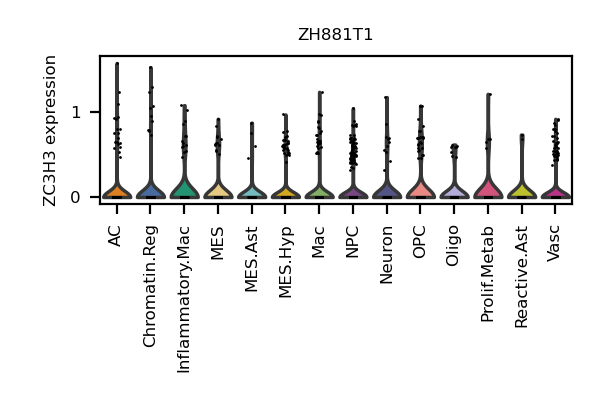 ZH881T1
ZC3H3 expression
1
0
AC
Chromatin.Reg
Inflammatory.Mac
MES
MES.Ast
MES.Hyp
Mac
NPC
Neuron
OPC
Oligo
Prolif.Metab
Reactive.Ast
Vasc